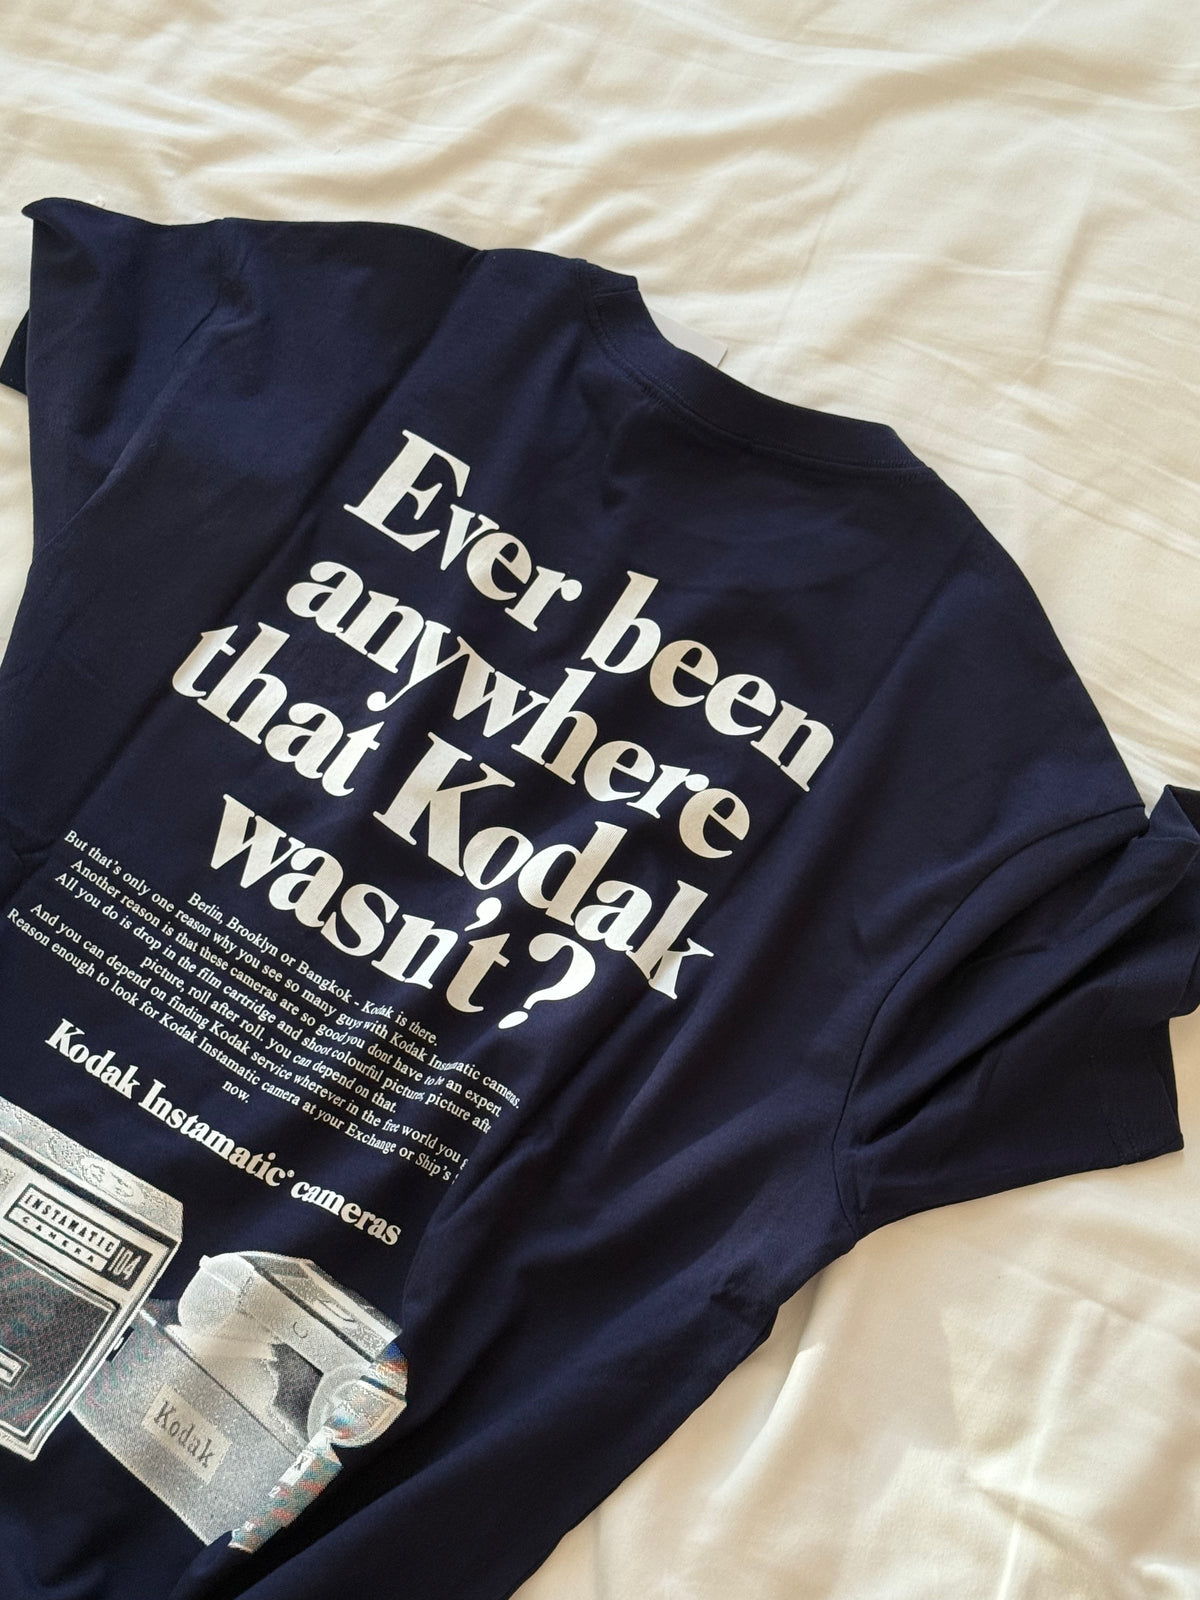 Ever been
anywhere
that Kodak
wasn't?
Berlin, Brooklyn or Bangkok - Kodak is there.
But that's only one reason why you see so many guys with Kodak Instamatic cameras.
Another reason is that these cameras are so good you dont have to be an expert.
All you do is drop in the film cartridge and shoot colourful pictures, picture after
picture, roll after roll. you can depend on that.
And you can depend on finding Kodak service wherever in the free world you
Reason enough to look for Kodak Instamatic camera at your Exchange or Ship's
now.
Kodak Instamatic® cameras
INSTAMATIC
CAMERA 104
Kodak